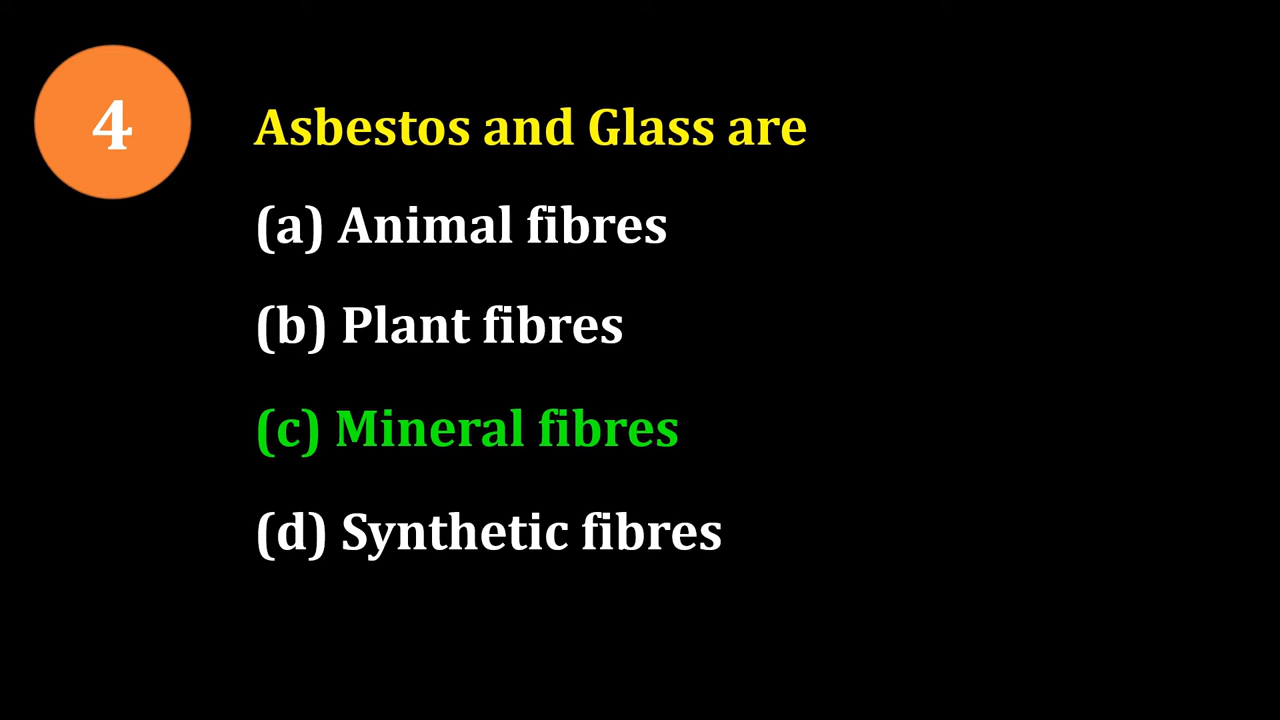 4
Asbestos and Glass are
(a) Animal fibres
(b) Plant fibres
(c) Mineral fibres
(d) Synthetic fibres